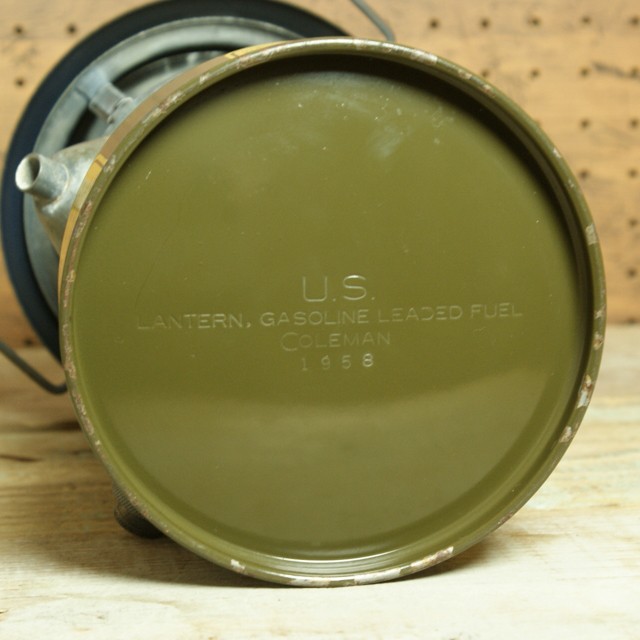 U.S.
LANTERN, GASOLINE LEADED FUEL
COLEMAN
1958